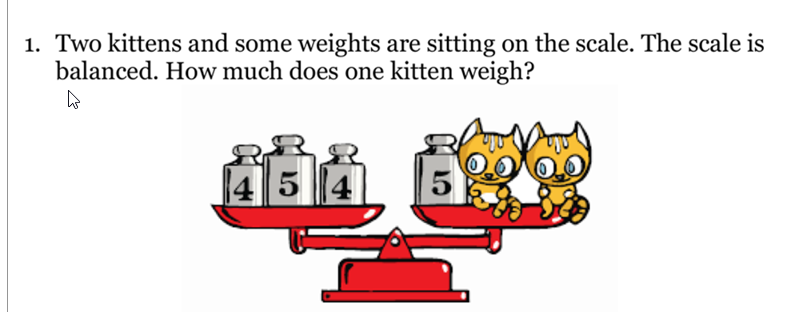 1. Two kittens and some weights are sitting on the scale. The scale is
balanced. How much does one kitten weigh?
4 5 4 5